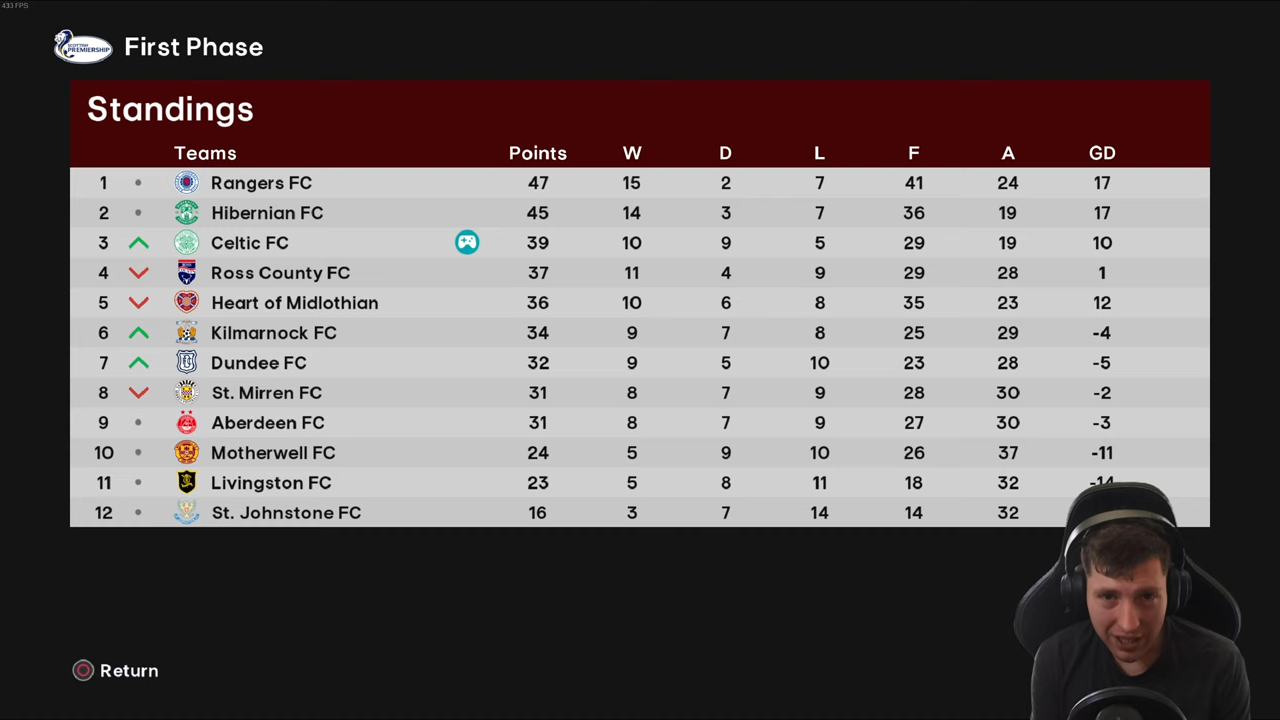 433 FPS
SCOTTISH PREMIERSHIP First Phase
Standings
Teams Points W D L F A GD
1 Rangers FC 47 15 2 7 41 24 17
2 Hibernian FC 45 14 3 7 36 19 17
3 Celtic FC 39 10 9 5 29 19 10
4 Ross County FC 37 11 4 9 29 28 1
5 Heart of Midlothian 36 10 6 8 35 23 12
6 Kilmarnock FC 34 9 7 8 25 29 -4
7 Dundee FC 32 9 5 10 23 28 -5
8 St. Mirren FC 31 8 7 9 28 30 -2
9 Aberdeen FC 31 8 7 9 27 30 -3
10 Motherwell FC 24 5 9 10 26 37 -11
11 Livingston FC 23 5 8 11 18 32 -14
12 St. Johnstone FC 16 3 7 14 14 32
Return